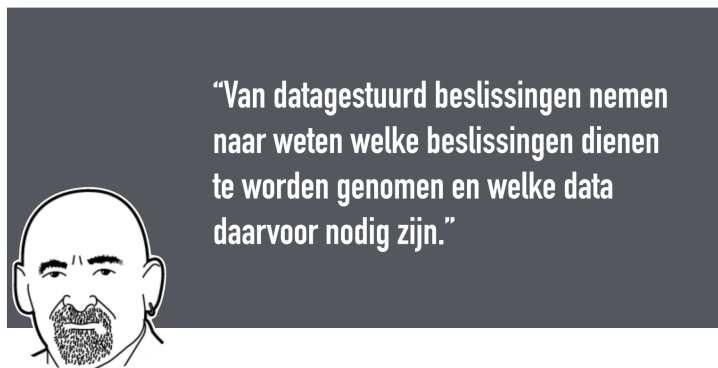 “Van datagestuurd beslissingen nemen
naar weten welke beslissingen dienen
te worden genomen en welke data
daarvoor nodig zijn.”